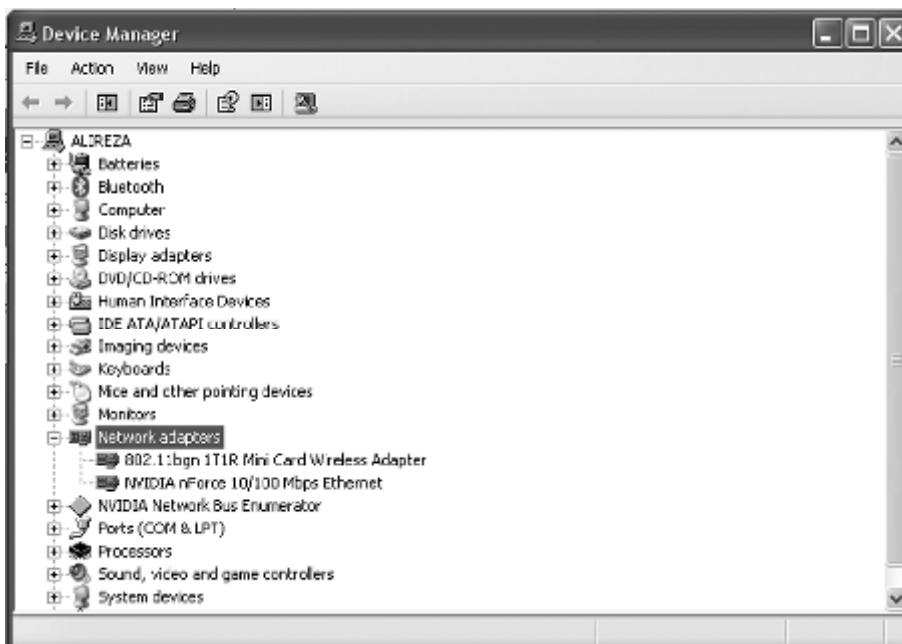 Device Manager
File Action View Help
ALIREZA
Batteries
Bluetooth
Computer
Disk drives
Display adapters
DVD/CD-ROM drives
Human Interface Devices
IDE ATA/ATAPI controllers
Imaging devices
Keyboards
Mice and other pointing devices
Monitors
Network adapters
802.11bgn 1T1R Mini Card Wireless Adapter
NVIDIA nForce 10/100 Mbps Ethernet
NVIDIA Network Bus Enumerator
Ports (COM & LPT)
Processors
Sound, video and game controllers
System devices